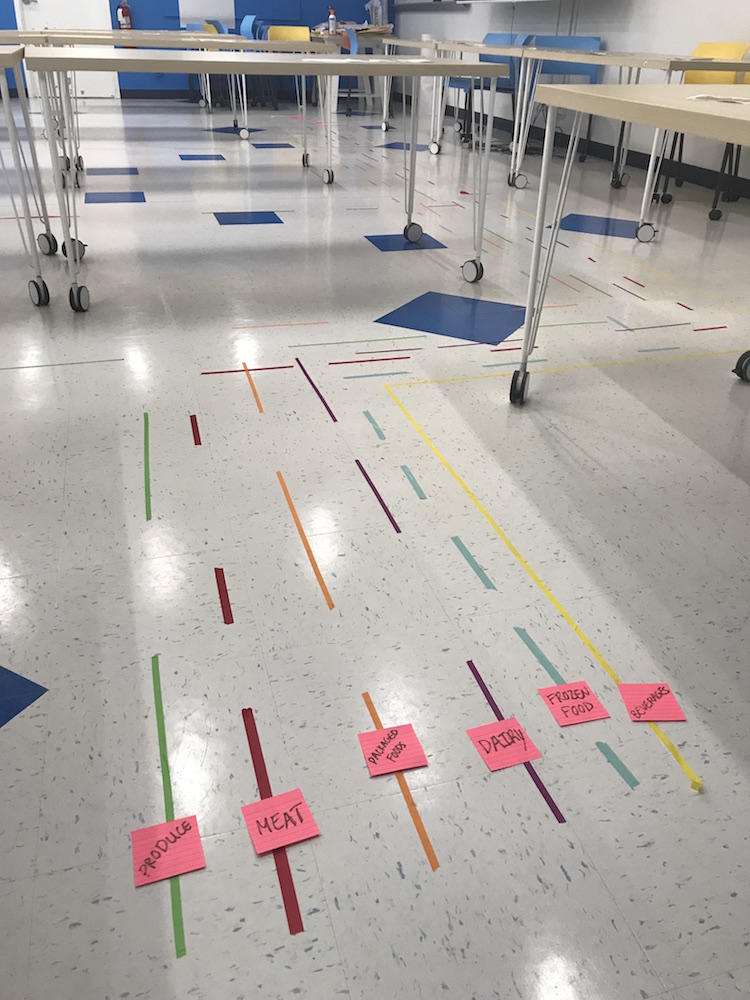 PRODUCE
MEAT
PACKAGED
FOODS
DAIRY
FROZEN
FOOD
BEVERAGES